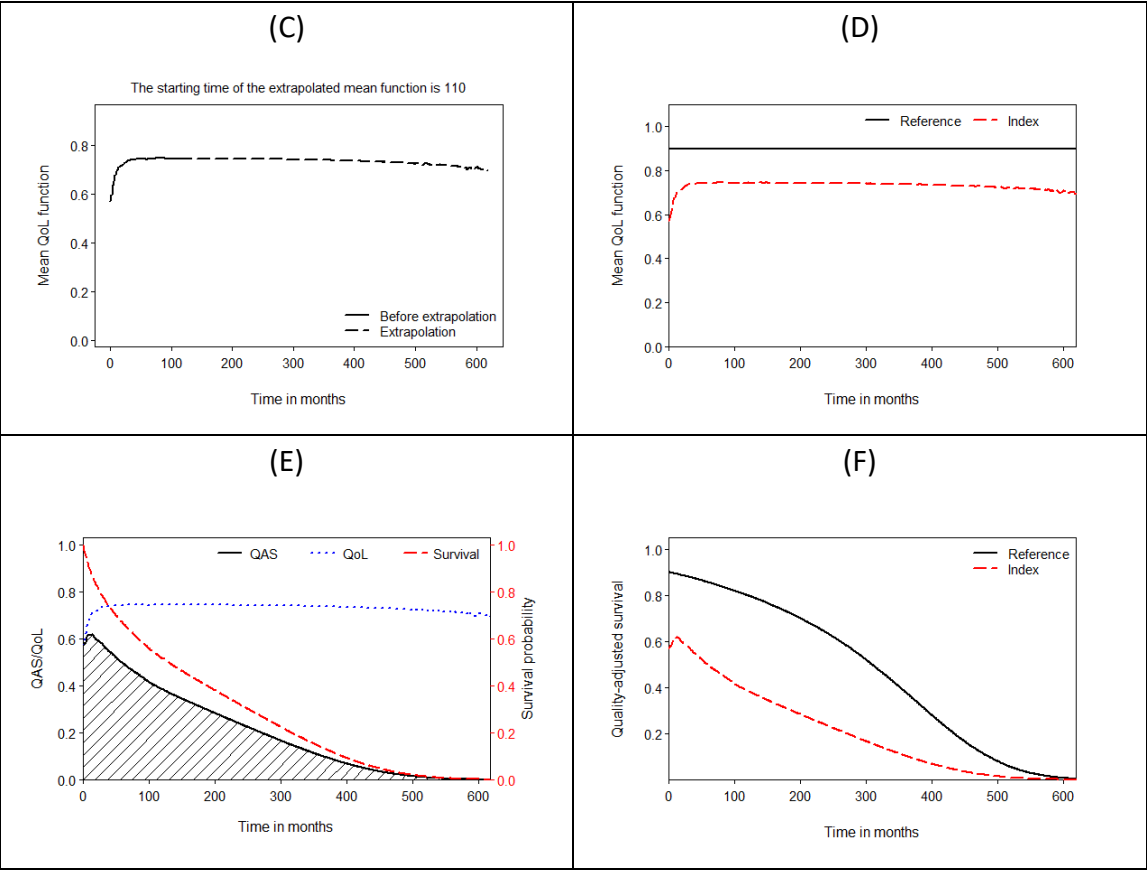 (C)
The starting time of the extrapolated mean function is 110
Mean QoL function
0.8
0.6
0.4
0.2
0.0
Before extrapolation
Extrapolation
0 100 200 300 400 500 600
Time in months
(D)
Mean QoL function
1.0
0.8
0.6
0.4
0.2
0.0
Reference Index
0 100 200 300 400 500 600
Time in months
(E)
QAS/QoL
1.0
0.8
0.6
0.4
0.2
0.0
QAS QoL Survival
1.0
0.8
0.6
0.4
0.2
0.0
Survival probability
0 100 200 300 400 500 600
Time in months
(F)
Quality-adjusted survival
1.0
0.8
0.6
0.4
0.2
Reference
Index
0 100 200 300 400 500 600
Time in months